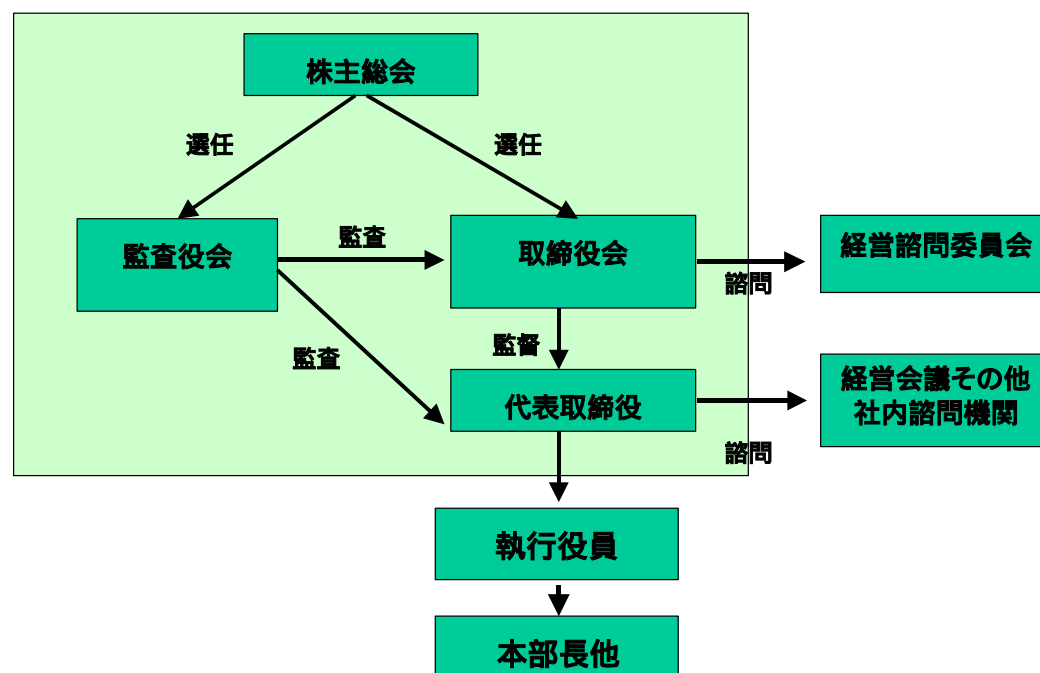 株主総会
選任
選任
監査役会
監査
取締役会
諮問
経営諮問委員会
監査
監督
代表取締役
諮問
経営会議その他
社内諮問機関
執行役員
本部長他